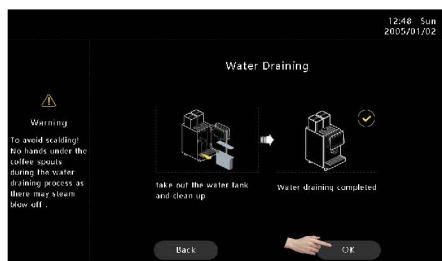 12:48 Sun
2005/01/02
Water Draining
Warning
To avoid scalding!
No hands under the
coffee spouts
during the water
draining process as
there may steam
blow off .
take out the water tank
and clean up
Water draining completed
Back
OK